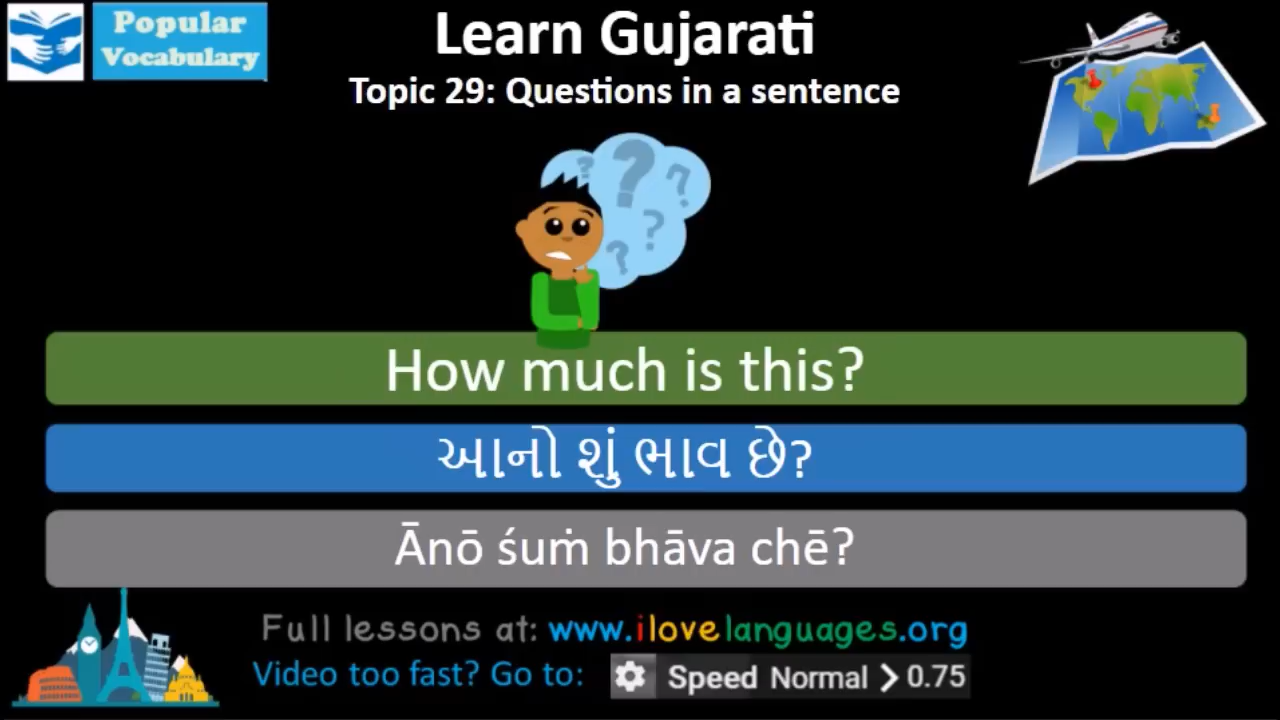 Popular
Vocabulary
Learn Gujarati
Topic 29: Questions in a sentence
? ? ? ? ?
How much is this?
આનો શું ભાવ છે?
Ānō śuṁ bhāva chē?
Full lessons at: www.ilovelanguages.org
Video too fast? Go to: Speed Normal > 0.75